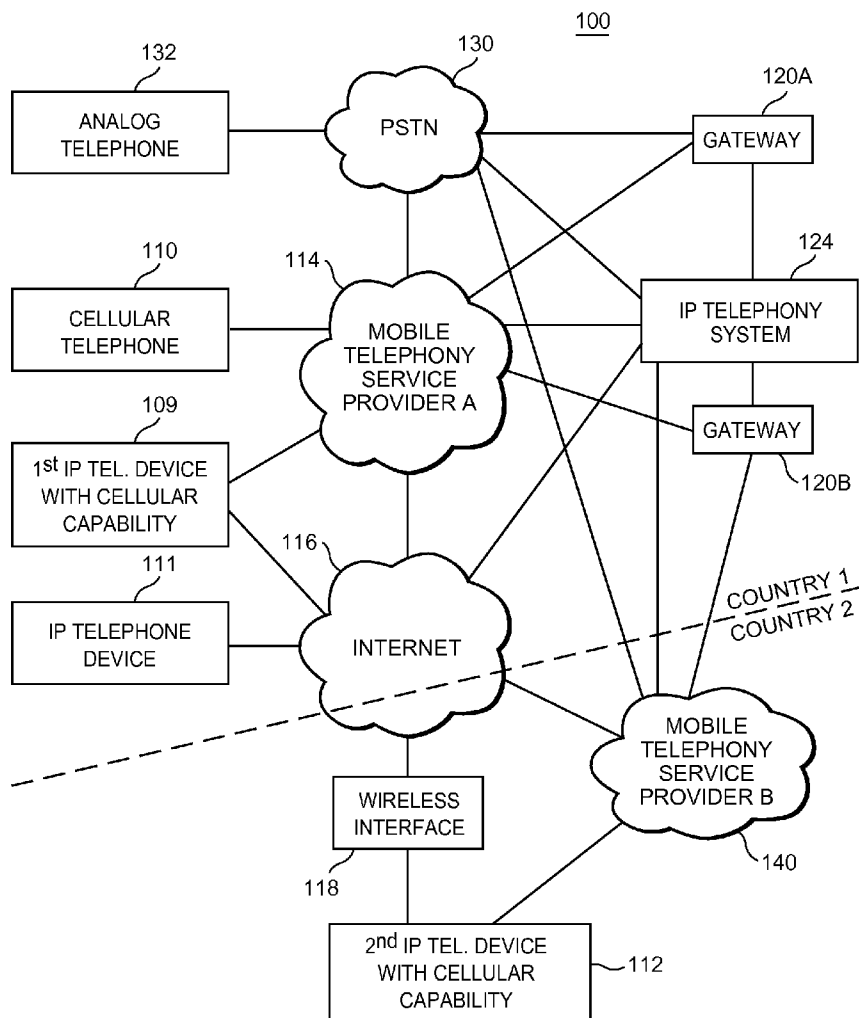 100
132
130
120A
ANALOG
TELEPHONE
PSTN
GATEWAY
110
114
124
CELLULAR
TELEPHONE
MOBILE
TELEPHONY
SERVICE
PROVIDER A
IP TELEPHONY
SYSTEM
109
1st IP TEL. DEVICE
WITH CELLULAR
CAPABILITY
GATEWAY
120B
111
116
IP TELEPHONE
DEVICE
INTERNET
COUNTRY 1
COUNTRY 2
WIRELESS
INTERFACE
118
MOBILE
TELEPHONY
SERVICE
PROVIDER B
140
2nd IP TEL. DEVICE
WITH CELLULAR
CAPABILITY
112